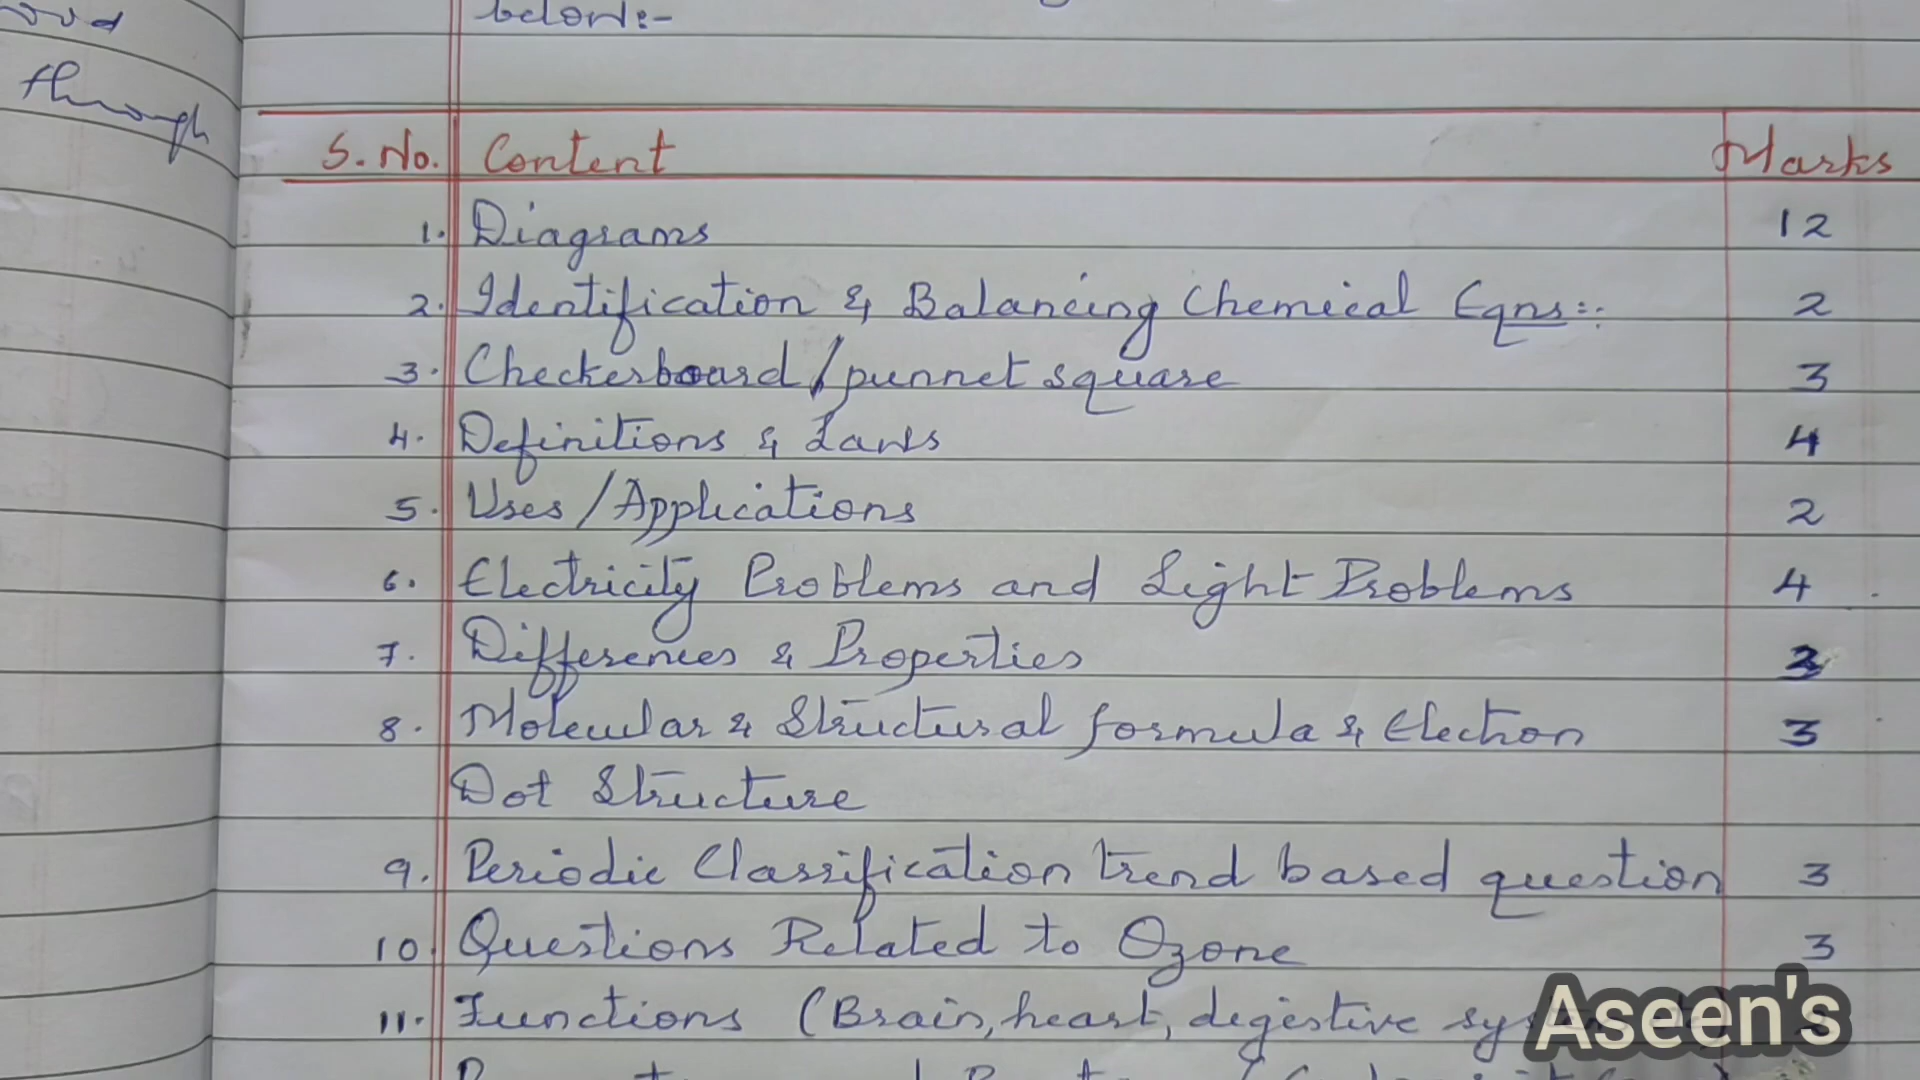 below:-
through
S. No. Content Marks
1. Diagrams 12
2. Identification & Balancing Chemical Eqns:- 2
3. Checkerboard/punnet square 3
4. Definitions & Laws 4
5. Uses/Applications 2
6. Electricity Problems and Light Problems 4
7. Differences & Properties
8. Molecular & Structural formula & Electron 3
Dot Structure
9. Periodic Classification trend based question 3
10. Questions Related to Ozone 3
11. Functions (Brain, heart, digestive
Aseen's